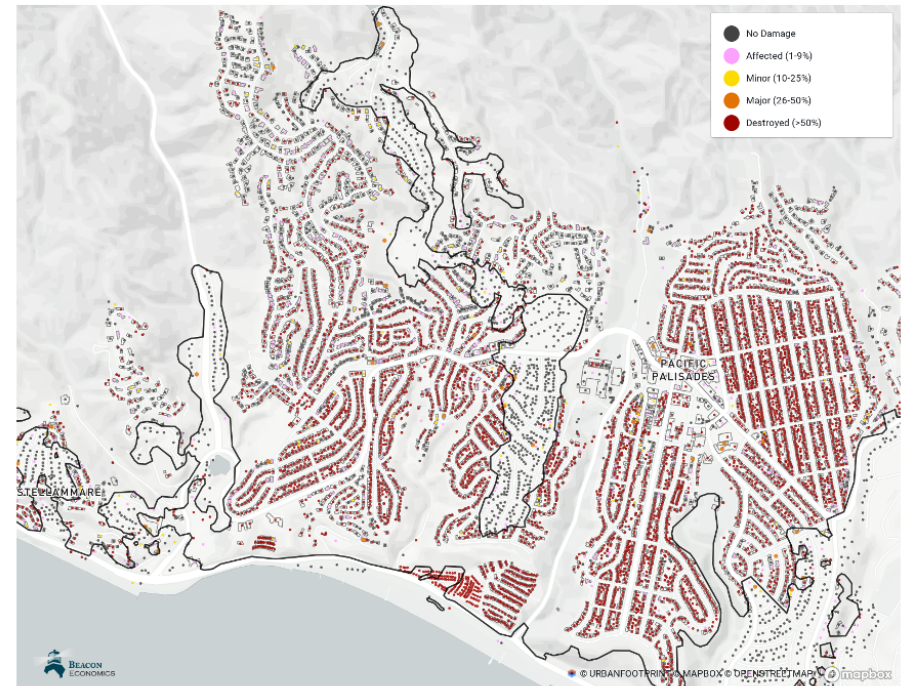 No Damage
Affected (1-9%)
Minor (10-25%)
Major (26-50%)
Destroyed (>50%)
PACIFIC
PALISADES
STELLAMMARE
BEACON
ECONOMICS
© URBANFOOTPRINT © MAPBOX © OPENSTREETMAP
mapbox